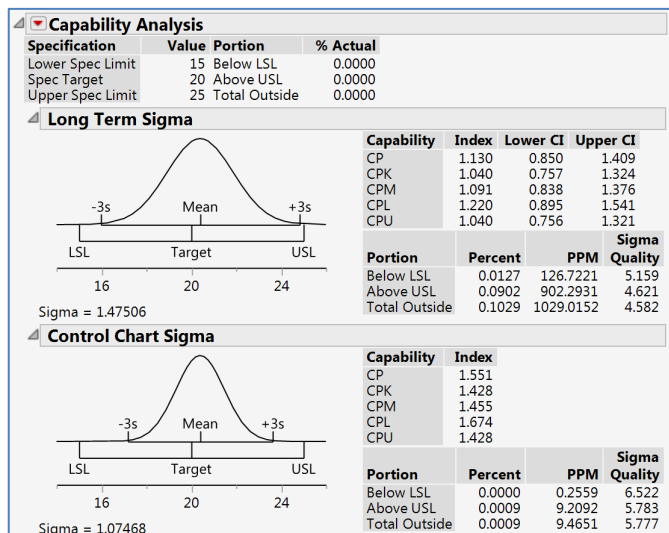 Capability Analysis
Specification Value Portion % Actual
Lower Spec Limit 15 Below LSL 0.0000
Spec Target 20 Above USL 0.0000
Upper Spec Limit 25 Total Outside 0.0000
Long Term Sigma
-3s Mean +3s
LSL Target USL
16 20 24
Sigma = 1.47506
Capability Index Lower CI Upper CI
CP 1.130 0.850 1.409
CPK 1.040 0.757 1.324
CPM 1.091 0.838 1.376
CPL 1.220 0.895 1.541
CPU 1.040 0.756 1.321
Sigma
Portion Percent PPM Quality
Below LSL 0.0127 126.7221 5.159
Above USL 0.0902 902.2931 4.621
Total Outside 0.1029 1029.0152 4.582
Control Chart Sigma
-3s Mean +3s
LSL Target USL
16 20 24
Sigma = 1.07468
Capability Index
CP 1.551
CPK 1.428
CPM 1.455
CPL 1.674
CPU 1.428
Sigma
Portion Percent PPM Quality
Below LSL 0.0000 0.2559 6.522
Above USL 0.0009 9.2092 5.783
Total Outside 0.0009 9.4651 5.777